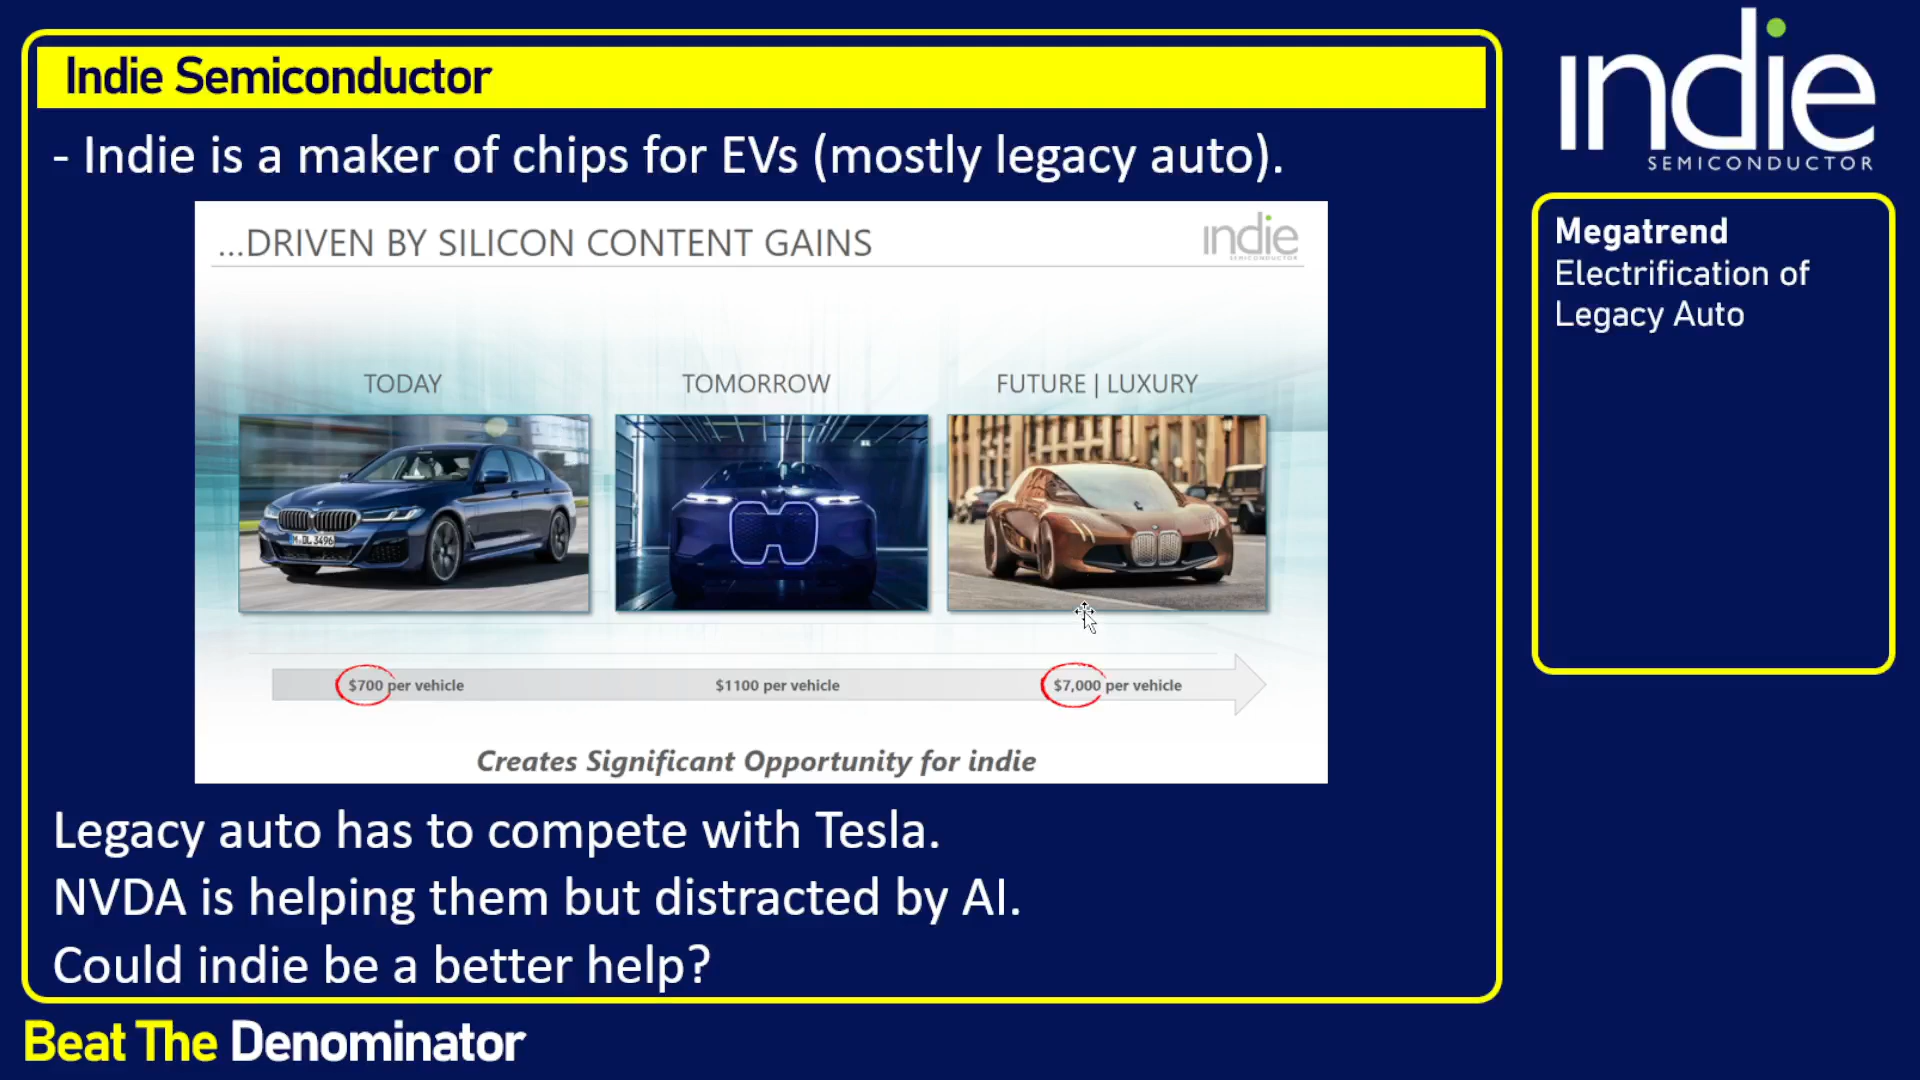 Indie Semiconductor
- Indie is a maker of chips for EVs (mostly legacy auto).
...DRIVEN BY SILICON CONTENT GAINS
indie
SEMICONDUCTOR
TODAY
TOMORROW
FUTURE | LUXURY
M·DL 3496
$700 per vehicle
$1100 per vehicle
$7,000 per vehicle
Creates Significant Opportunity for indie
Legacy auto has to compete with Tesla.
NVDA is helping them but distracted by AI.
Could indie be a better help?
Beat The Denominator
indie
SEMICONDUCTOR
Megatrend
Electrification of
Legacy Auto